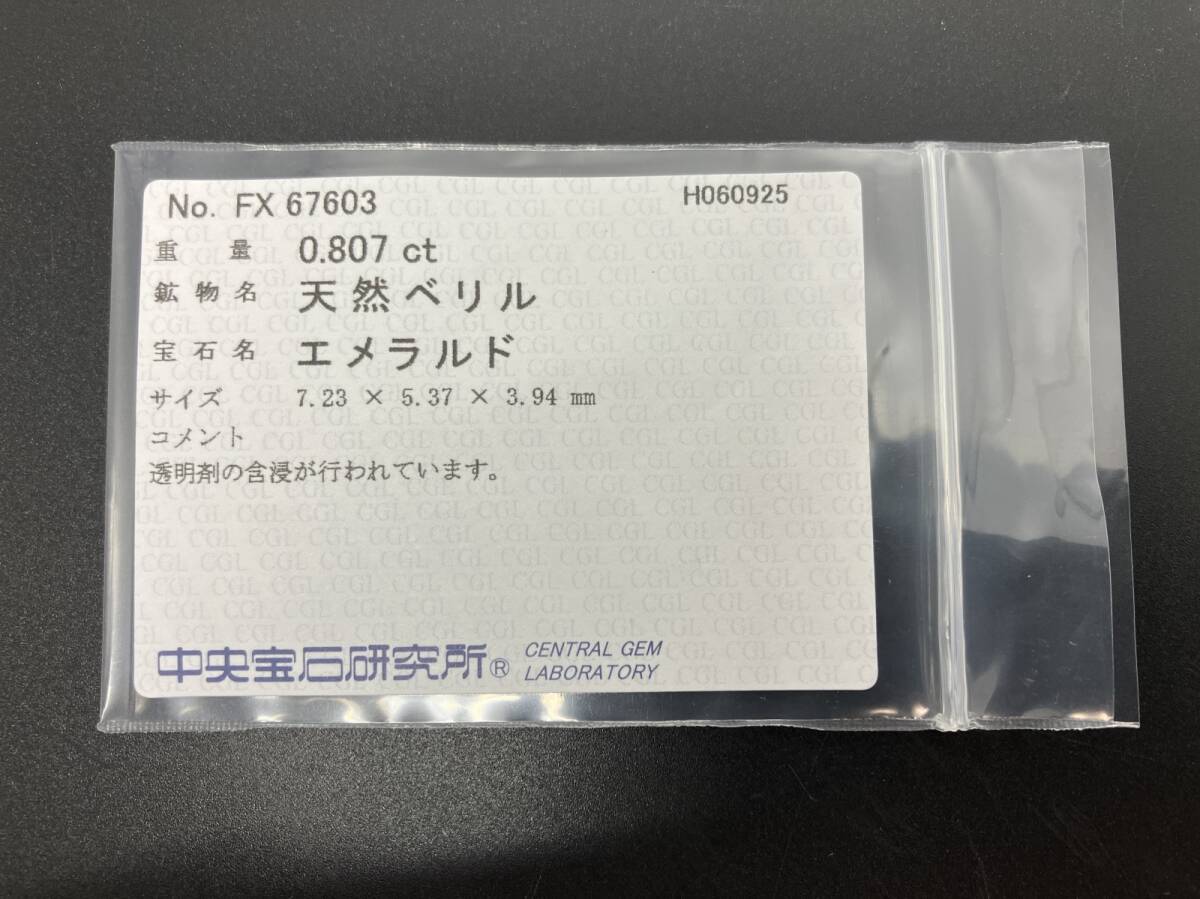 No. FX 67603 H060925
重量 0.807 ct
鉱物名 天然ベリル
宝石名 エメラルド
サイズ 7.23 × 5.37 × 3.94 mm
コメント
透明剤の含浸が行われています。
中央宝石研究所® CENTRAL GEM
LABORATORY